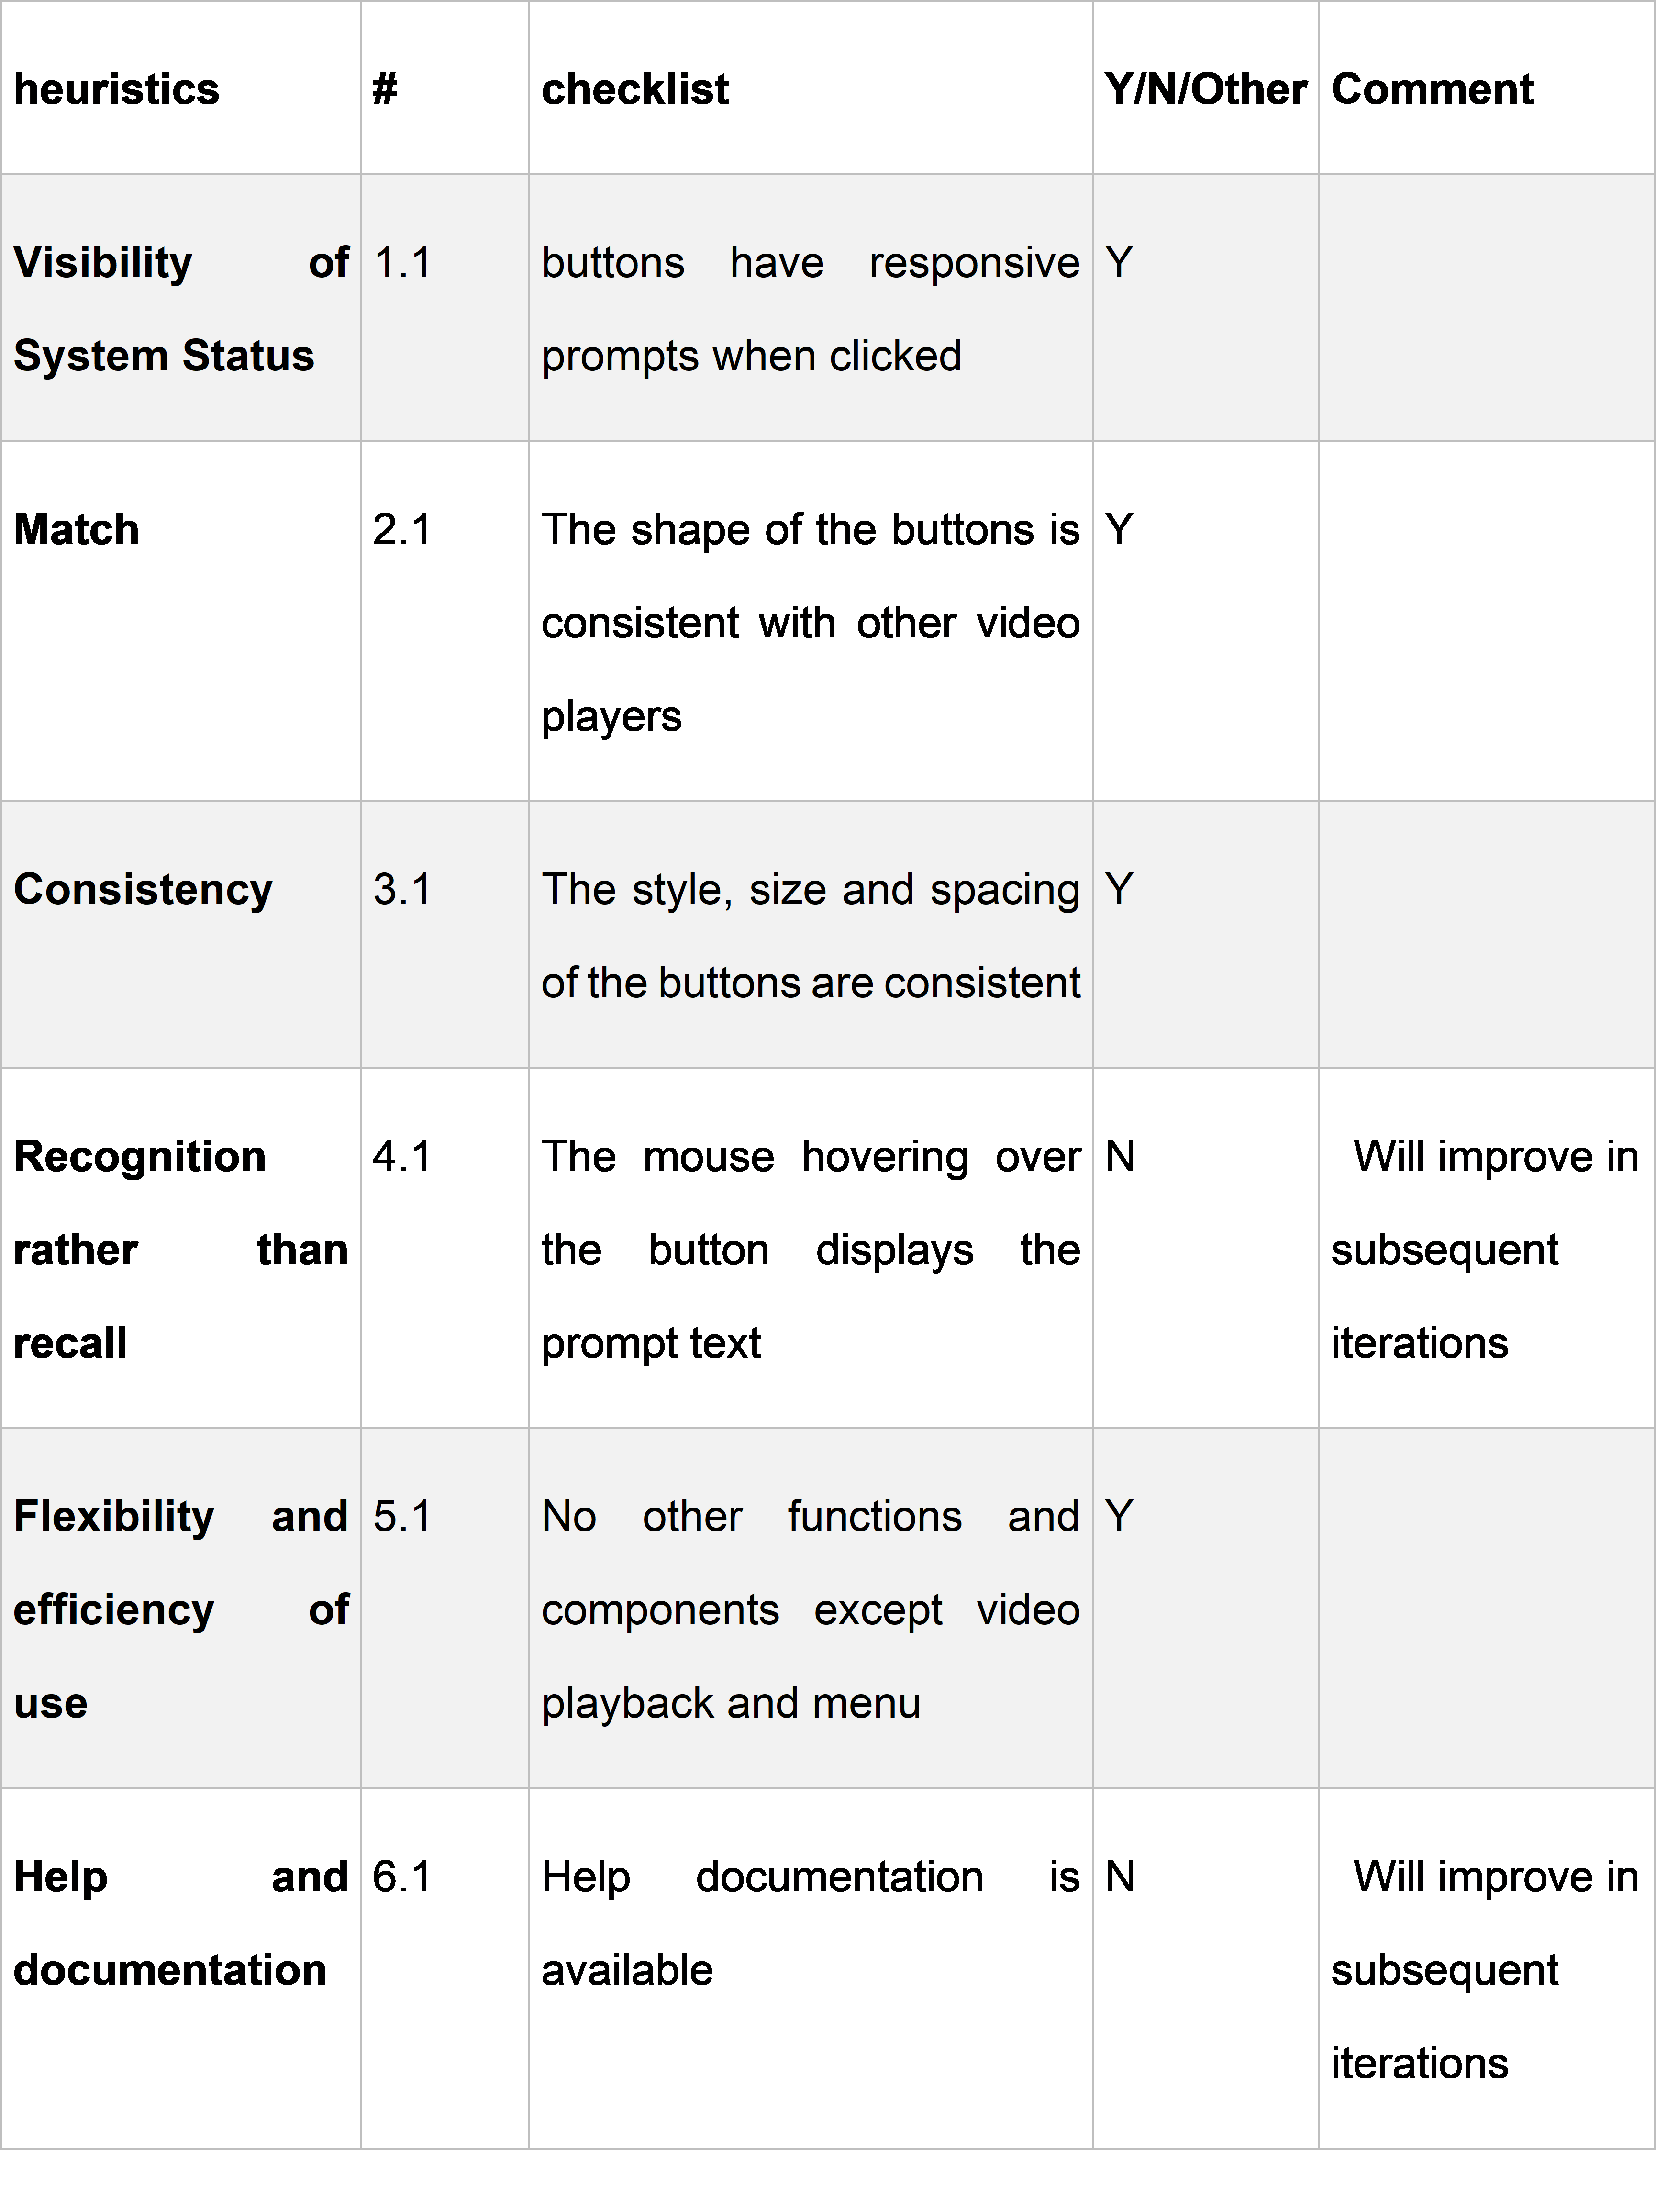 heuristics # checklist Y/N/Other Comment
Visibility of System Status 1.1 buttons have responsive prompts when clicked Y
Match 2.1 The shape of the buttons is consistent with other video players Y
Consistency 3.1 The style, size and spacing of the buttons are consistent Y
Recognition rather than recall 4.1 The mouse hovering over the button displays the prompt text N Will improve in subsequent iterations
Flexibility and efficiency of use 5.1 No other functions and components except video playback and menu Y
Help and documentation 6.1 Help documentation is available N Will improve in subsequent iterations